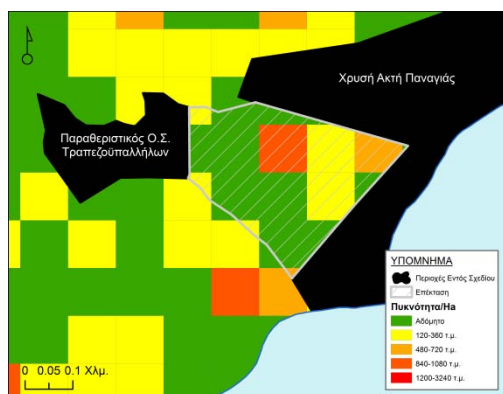 Χρυσή Ακτή Παναγιάς
Παραθεριστικός Ο.Σ.
Τραπεζοϋπαλλήλων
ΥΠΟΜΝΗΜΑ
Περιοχές Εντός Σχεδίου
Επέκταση
Πυκνότητα/Ha
Αδόμητο
120-360 τ.μ.
480-720 τ.μ.
840-1080 τ.μ.
1200-3240 τ.μ.
0 0.05 0.1 Χλμ.